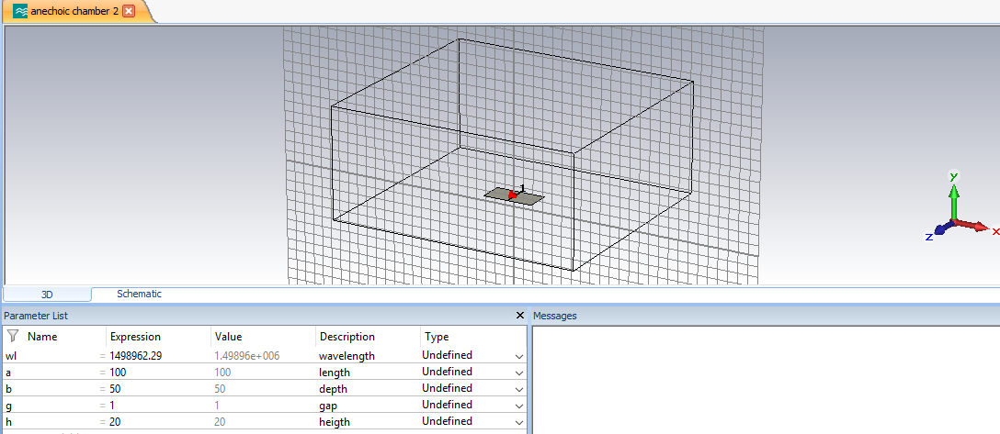 anechoic chamber 2
1
y
x
z
3D Schematic
Parameter List Messages
Name Expression Value Description Type
wl = 1498962.29 1.49896e+006 wavelength Undefined
a = 100 100 length Undefined
b = 50 50 depth Undefined
g = 1 1 gap Undefined
h = 20 20 heigth Undefined